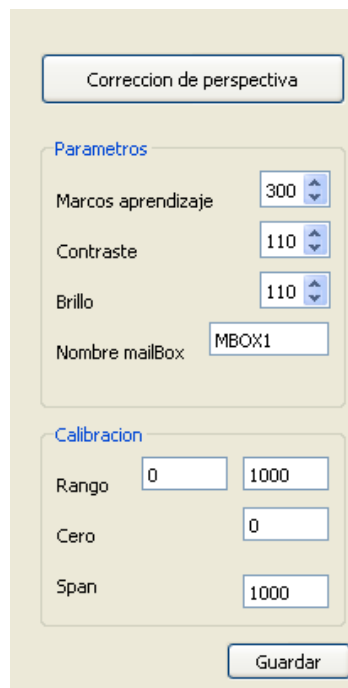 Correccion de perspectiva
Parametros
Marcos aprendizaje 300
Contraste 110
Brillo 110
Nombre mailBox MBOX1
Calibracion
Rango 0 1000
Cero 0
Span 1000
Guardar